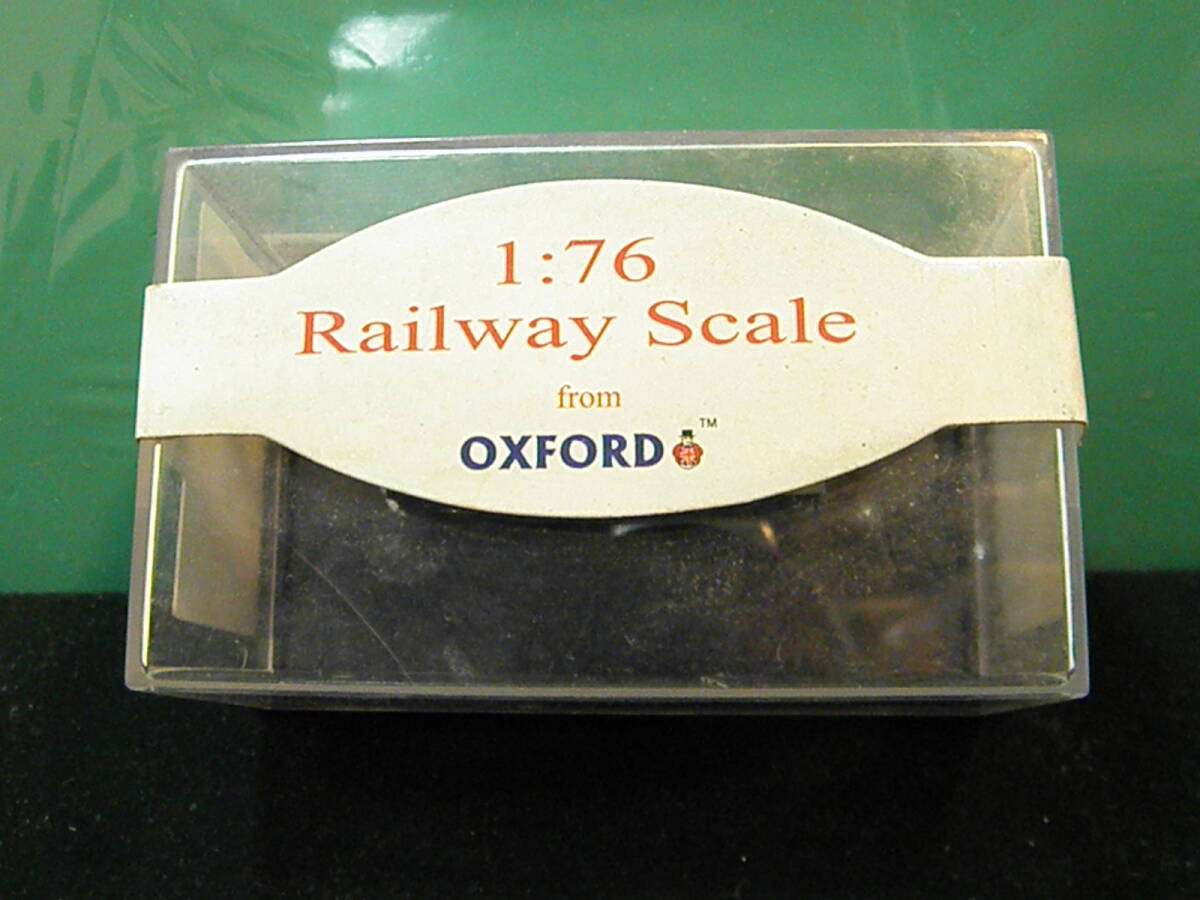 1:76
Railway Scale
from
OXFORD™